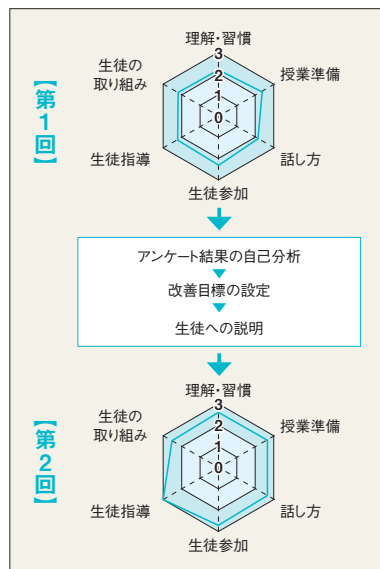 【第1回】
理解・習慣
3
2
1
0
授業準備
話し方
生徒参加
生徒指導
生徒の
取り組み
アンケート結果の自己分析
改善目標の設定
生徒への説明
【第2回】
理解・習慣
3
2
1
0
授業準備
話し方
生徒参加
生徒指導
生徒の
取り組み